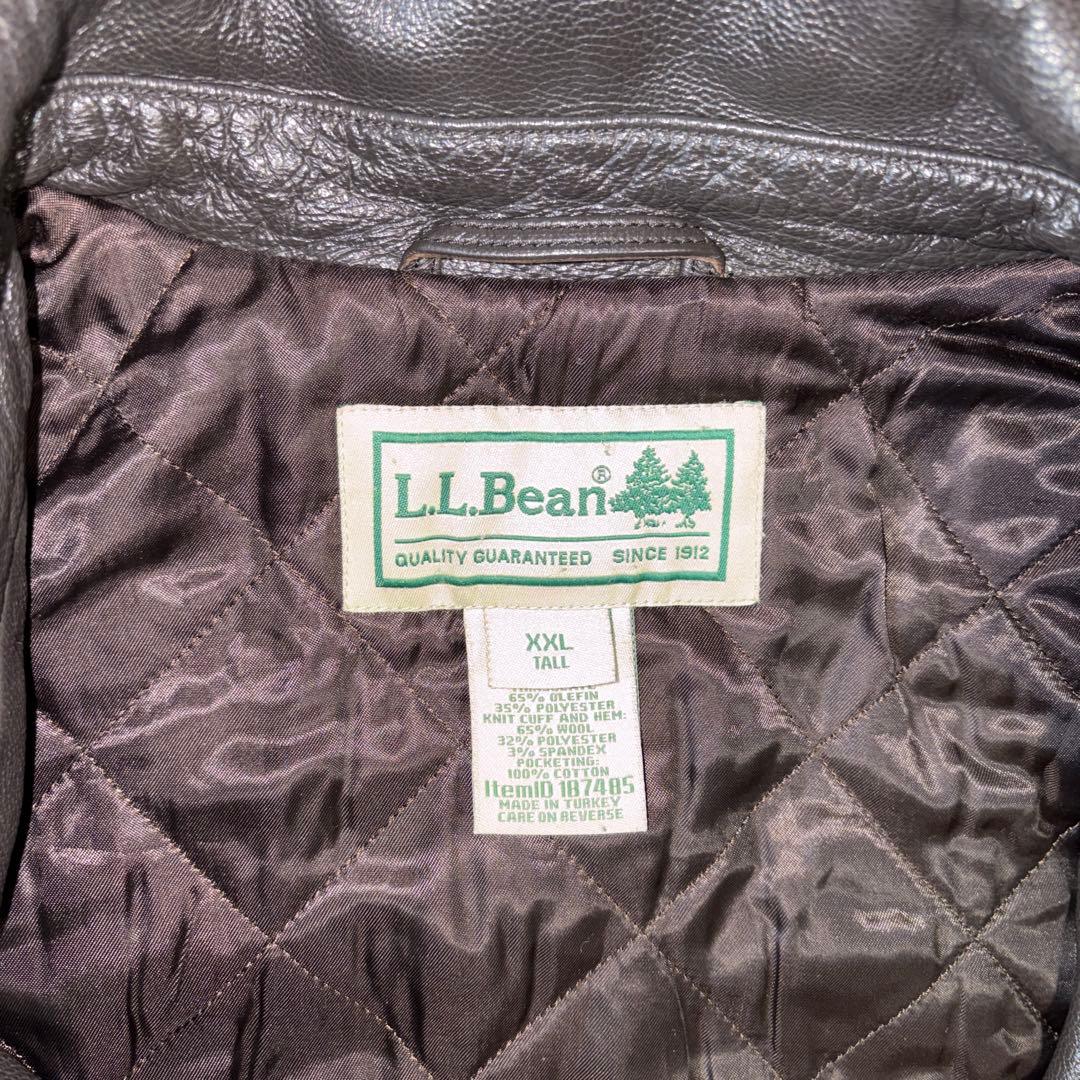 L.L.Bean®
QUALITY GUARANTEED SINCE 1912
XXL
TALL
65% OLEFIN
35% POLYESTER
KNIT CUFF AND HEM:
65% WOOL
32% POLYESTER
3% SPANDEX
POCKETING:
100% COTTON
ItemID 187485
MADE IN TURKEY
CARE ON REVERSE